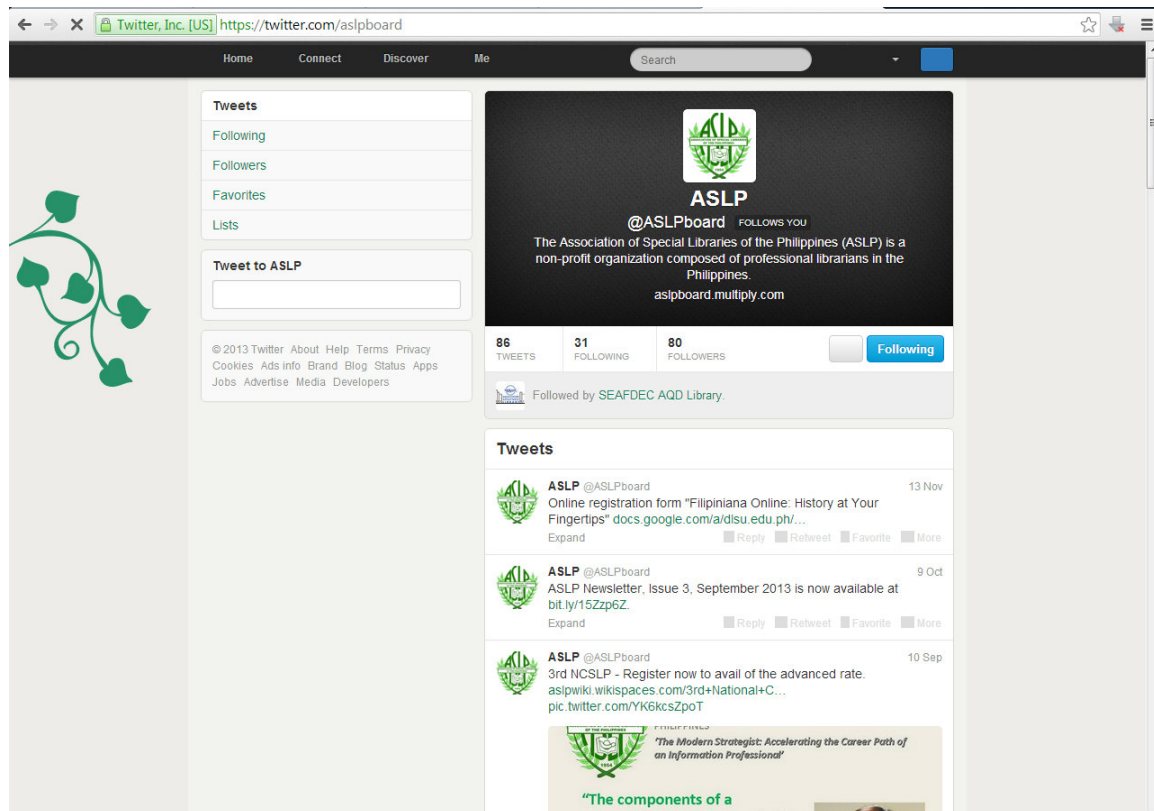 Twitter, Inc. [US] https://twitter.com/aslpboard
Home Connect Discover Me Search
Tweets
Following
Followers
Favorites
Lists
Tweet to ASLP
© 2013 Twitter About Help Terms Privacy
Cookies Ads info Brand Blog Status Apps
Jobs Advertise Media Developers
ASLP
@ASLPboard FOLLOWS YOU
The Association of Special Libraries of the Philippines (ASLP) is a
non-profit organization composed of professional librarians in the
Philippines.
aslpboard.multiply.com
86 31 80
TWEETS FOLLOWING FOLLOWERS Following
Followed by SEAFDEC AQD Library.
Tweets
ASLP @ASLPboard 13 Nov
Online registration form "Filipiniana Online: History at Your
Fingertips" docs.google.com/a/dlsu.edu.ph/…
Expand Reply Retweet Favorite More
ASLP @ASLPboard 9 Oct
ASLP Newsletter, Issue 3, September 2013 is now available at
bit.ly/15Zzp6Z.
Expand Reply Retweet Favorite More
ASLP @ASLPboard 10 Sep
3rd NCSLP - Register now to avail of the advanced rate.
aslpwiki.wikispaces.com/3rd+National+C…
pic.twitter.com/YK6kcsZpoT
PHILIPPINES
'The Modern Strategist: Accelerating the Career Path of
an Information Professional'
"The components of a